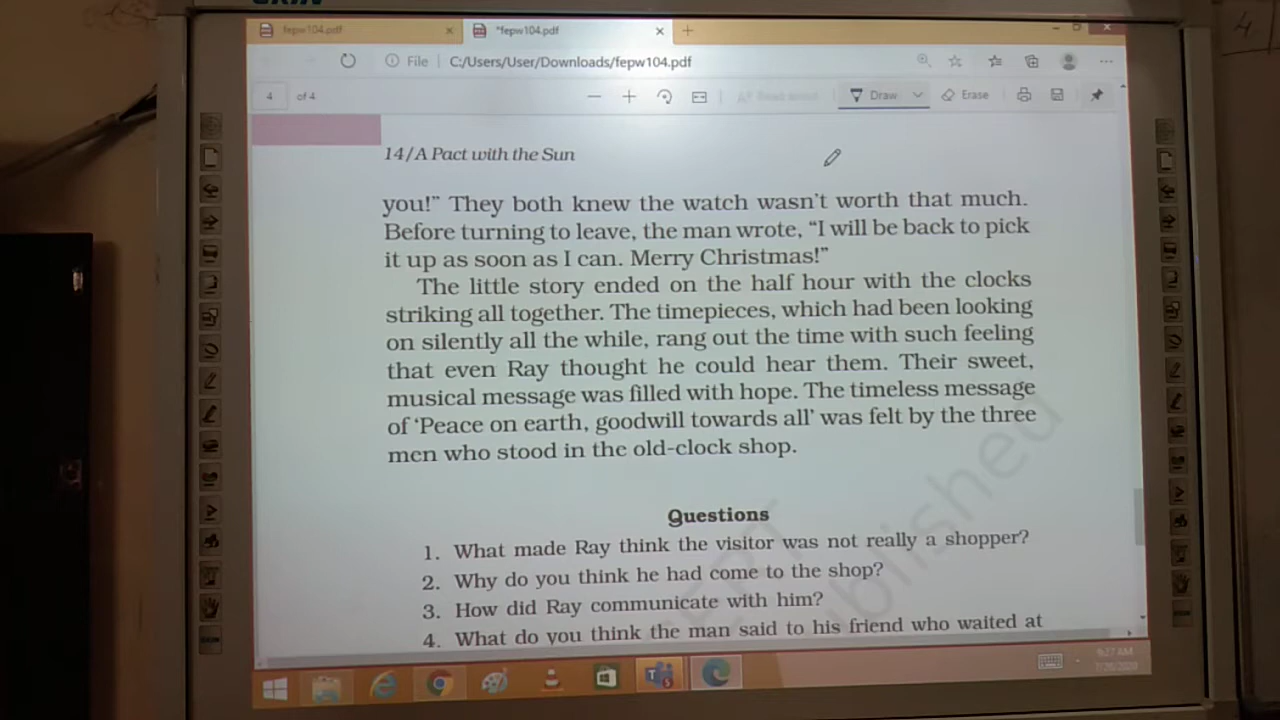 fepw104.pdf
*fepw104.pdf
File C:/Users/User/Downloads/fepw104.pdf
4 of 4
Draw
Erase
14/A Pact with the Sun
you!” They both knew the watch wasn’t worth that much.
Before turning to leave, the man wrote, “I will be back to pick
it up as soon as I can. Merry Christmas!”
The little story ended on the half hour with the clocks
striking all together. The timepieces, which had been looking
on silently all the while, rang out the time with such feeling
that even Ray thought he could hear them. Their sweet,
musical message was filled with hope. The timeless message
of ‘Peace on earth, goodwill towards all’ was felt by the three
men who stood in the old-clock shop.
Questions
1. What made Ray think the visitor was not really a shopper?
2. Why do you think he had come to the shop?
3. How did Ray communicate with him?
4. What do you think the man said to his friend who waited at
9:27 AM
7/20/2020